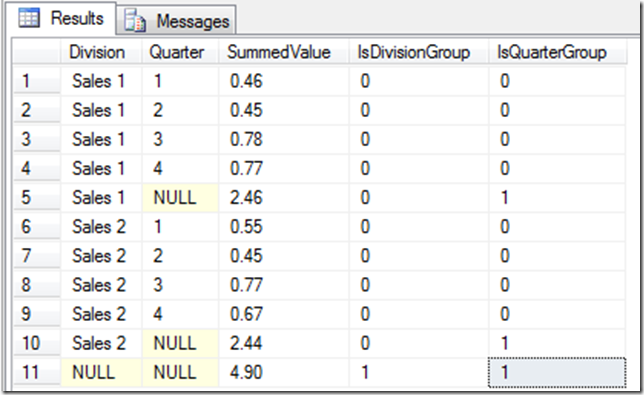 Results Messages
Division Quarter SummedValue IsDivisionGroup IsQuarterGroup
1 Sales 1 1 0.46 0 0
2 Sales 1 2 0.45 0 0
3 Sales 1 3 0.78 0 0
4 Sales 1 4 0.77 0 0
5 Sales 1 NULL 2.46 0 1
6 Sales 2 1 0.55 0 0
7 Sales 2 2 0.45 0 0
8 Sales 2 3 0.77 0 0
9 Sales 2 4 0.67 0 0
10 Sales 2 NULL 2.44 0 1
11 NULL NULL 4.90 1 1